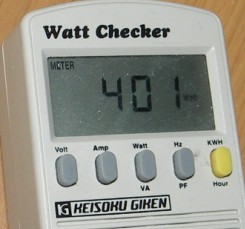 Watt Checker
METER
401
Volt Amp Watt Hz KWH
VA PF Hour
KEISOKU GIKEN